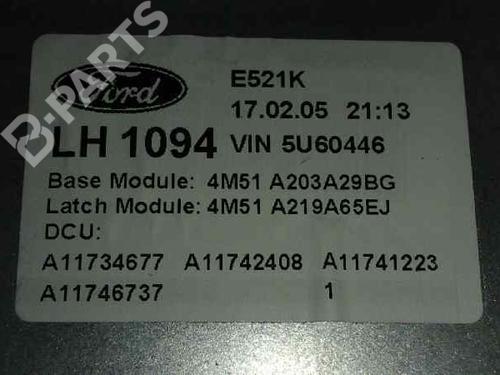 B-PARTS
Ford
E521K
17.02.05 21:13
LH 1094 VIN 5U60446
Base Module: 4M51 A203A29BG
Latch Module: 4M51 A219A65EJ
DCU:
A11734677 A11742408 A11741223
A11746737 1